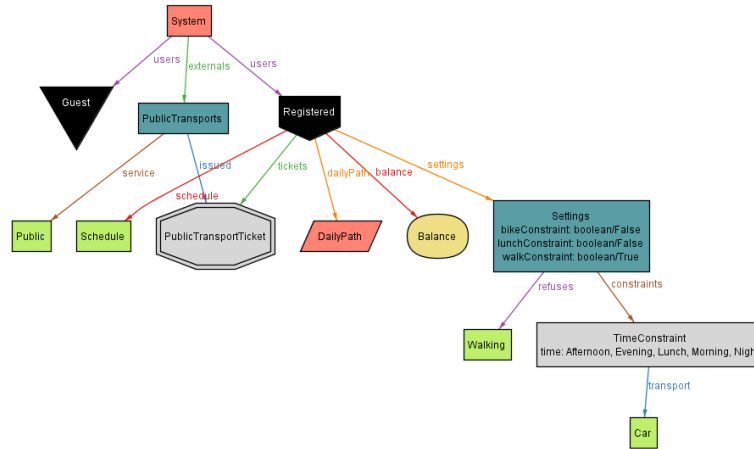 System
users
externals
users
Guest
PublicTransports
Registered
service
issued
schedule
tickets
dailyPath
balance
settings
Public
Schedule
PublicTransportTicket
DailyPath
Balance
Settings
bikeConstraint: boolean/False
lunchConstraint: boolean/False
walkConstraint: boolean/True
refuses
constraints
Walking
TimeConstraint
time: Afternoon, Evening, Lunch, Morning, Nigh
transport
Car